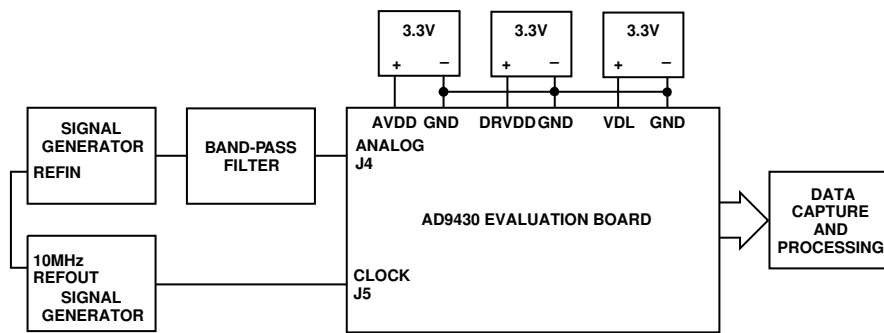 3.3V
3.3V
3.3V
+ –
+ –
+ –
AVDD GND DRVDD GND VDL GND
SIGNAL
GENERATOR
REFIN
BAND-PASS
FILTER
ANALOG
J4
AD9430 EVALUATION BOARD
DATA
CAPTURE
AND
PROCESSING
10MHz
REFOUT
SIGNAL
GENERATOR
CLOCK
J5